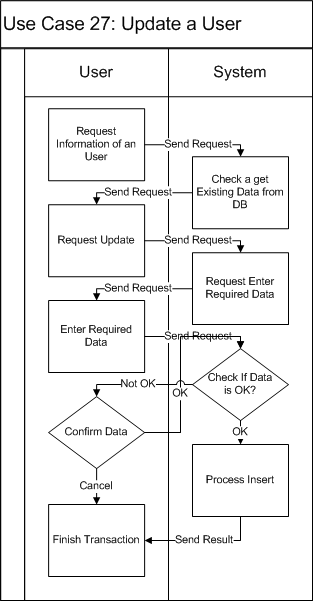 Use Case 27: Update a User
User
System
Request
Information of an
User
Send Request
Check a get
Existing Data from
DB
Send Request
Request Update
Send Request
Request Enter
Required Data
Send Request
Enter Required
Data
Send Request
Check If Data
is OK?
Not OK
OK
Confirm Data
OK
Cancel
Process Insert
Finish Transaction
Send Result